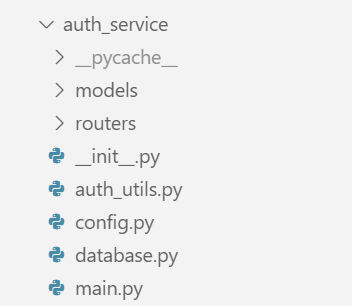 auth_service
__pycache__
models
routers
__init__.py
auth_utils.py
config.py
database.py
main.py